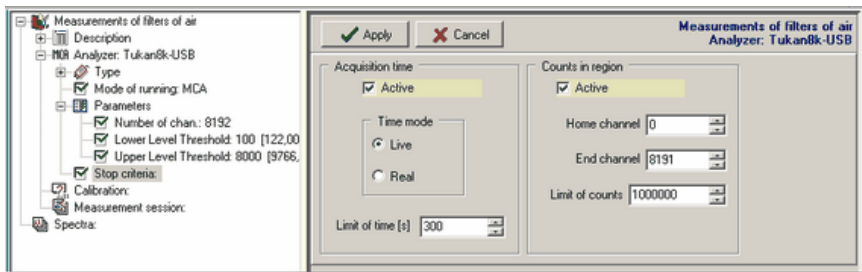 Measurements of filters of air
Description
MCA Analyzer: Tukan8k-USB
Type
Mode of running: MCA
Parameters
Number of chan.: 8192
Lower Level Threshold: 100 [122,00
Upper Level Threshold: 8000 [9766,
Stop criteria:
Calibration:
Measurement session:
Spectra:
Apply
Cancel
Measurements of filters of air
Analyzer: Tukan8k-USB
Acquisition time
Active
Time mode
Live
Real
Limit of time [s] 300
Counts in region
Active
Home channel 0
End channel 8191
Limit of counts 1000000